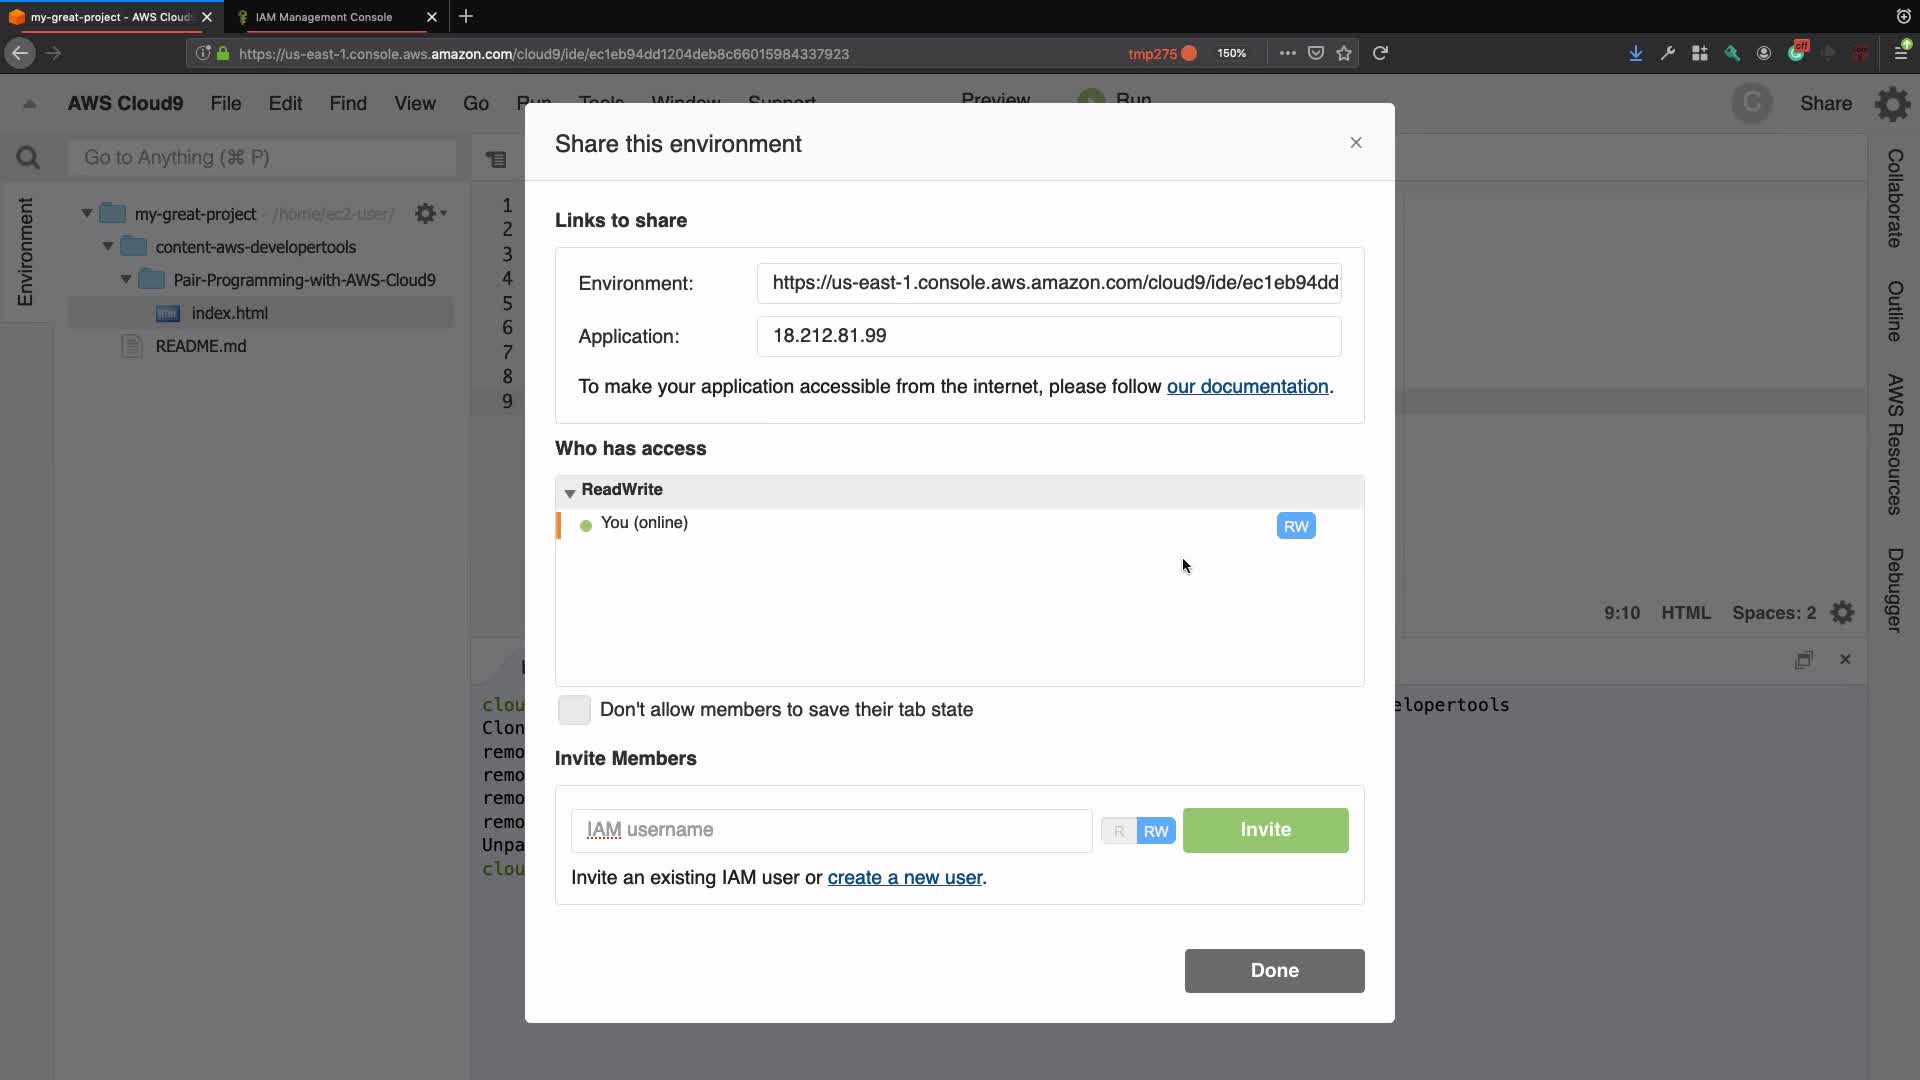 my-great-project - AWS Cloud9
IAM Management Console
https://us-east-1.console.aws.amazon.com/cloud9/ide/ec1eb94dd1204deb8c66015984337923
tmp275
150%
off
AWS Cloud9 File Edit Find View Go Run Tools Window Support Preview Run
C Share
Go to Anything (⌘ P)
Environment
my-great-project - /home/ec2-user/
content-aws-developertools
Pair-Programming-with-AWS-Cloud9
index.html
README.md
1
2
3
4
5
6
7
8
9
Share this environment
Links to share
Environment: https://us-east-1.console.aws.amazon.com/cloud9/ide/ec1eb94dd
Application: 18.212.81.99
To make your application accessible from the internet, please follow our documentation.
Who has access
ReadWrite
You (online) RW
Don't allow members to save their tab state
Invite Members
IAM username R RW Invite
Invite an existing IAM user or create a new user.
Done
9:10 HTML Spaces: 2
clou
elopertools
Clon
remo
remo
remo
remo
Unpa
clou
Collaborate
Outline
AWS Resources
Debugger